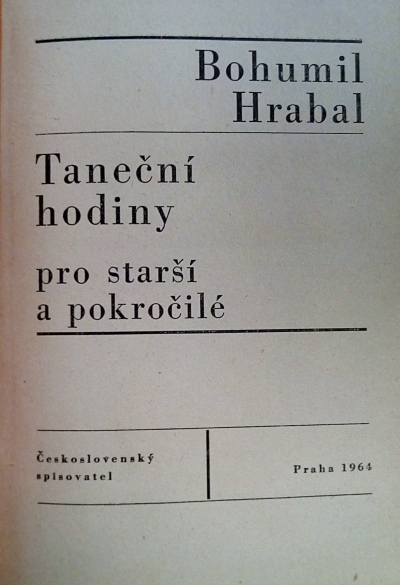 Bohumil
Hrabal
Taneční
hodiny
pro starší
a pokročilé
Československý
spisovatel
Praha 1964